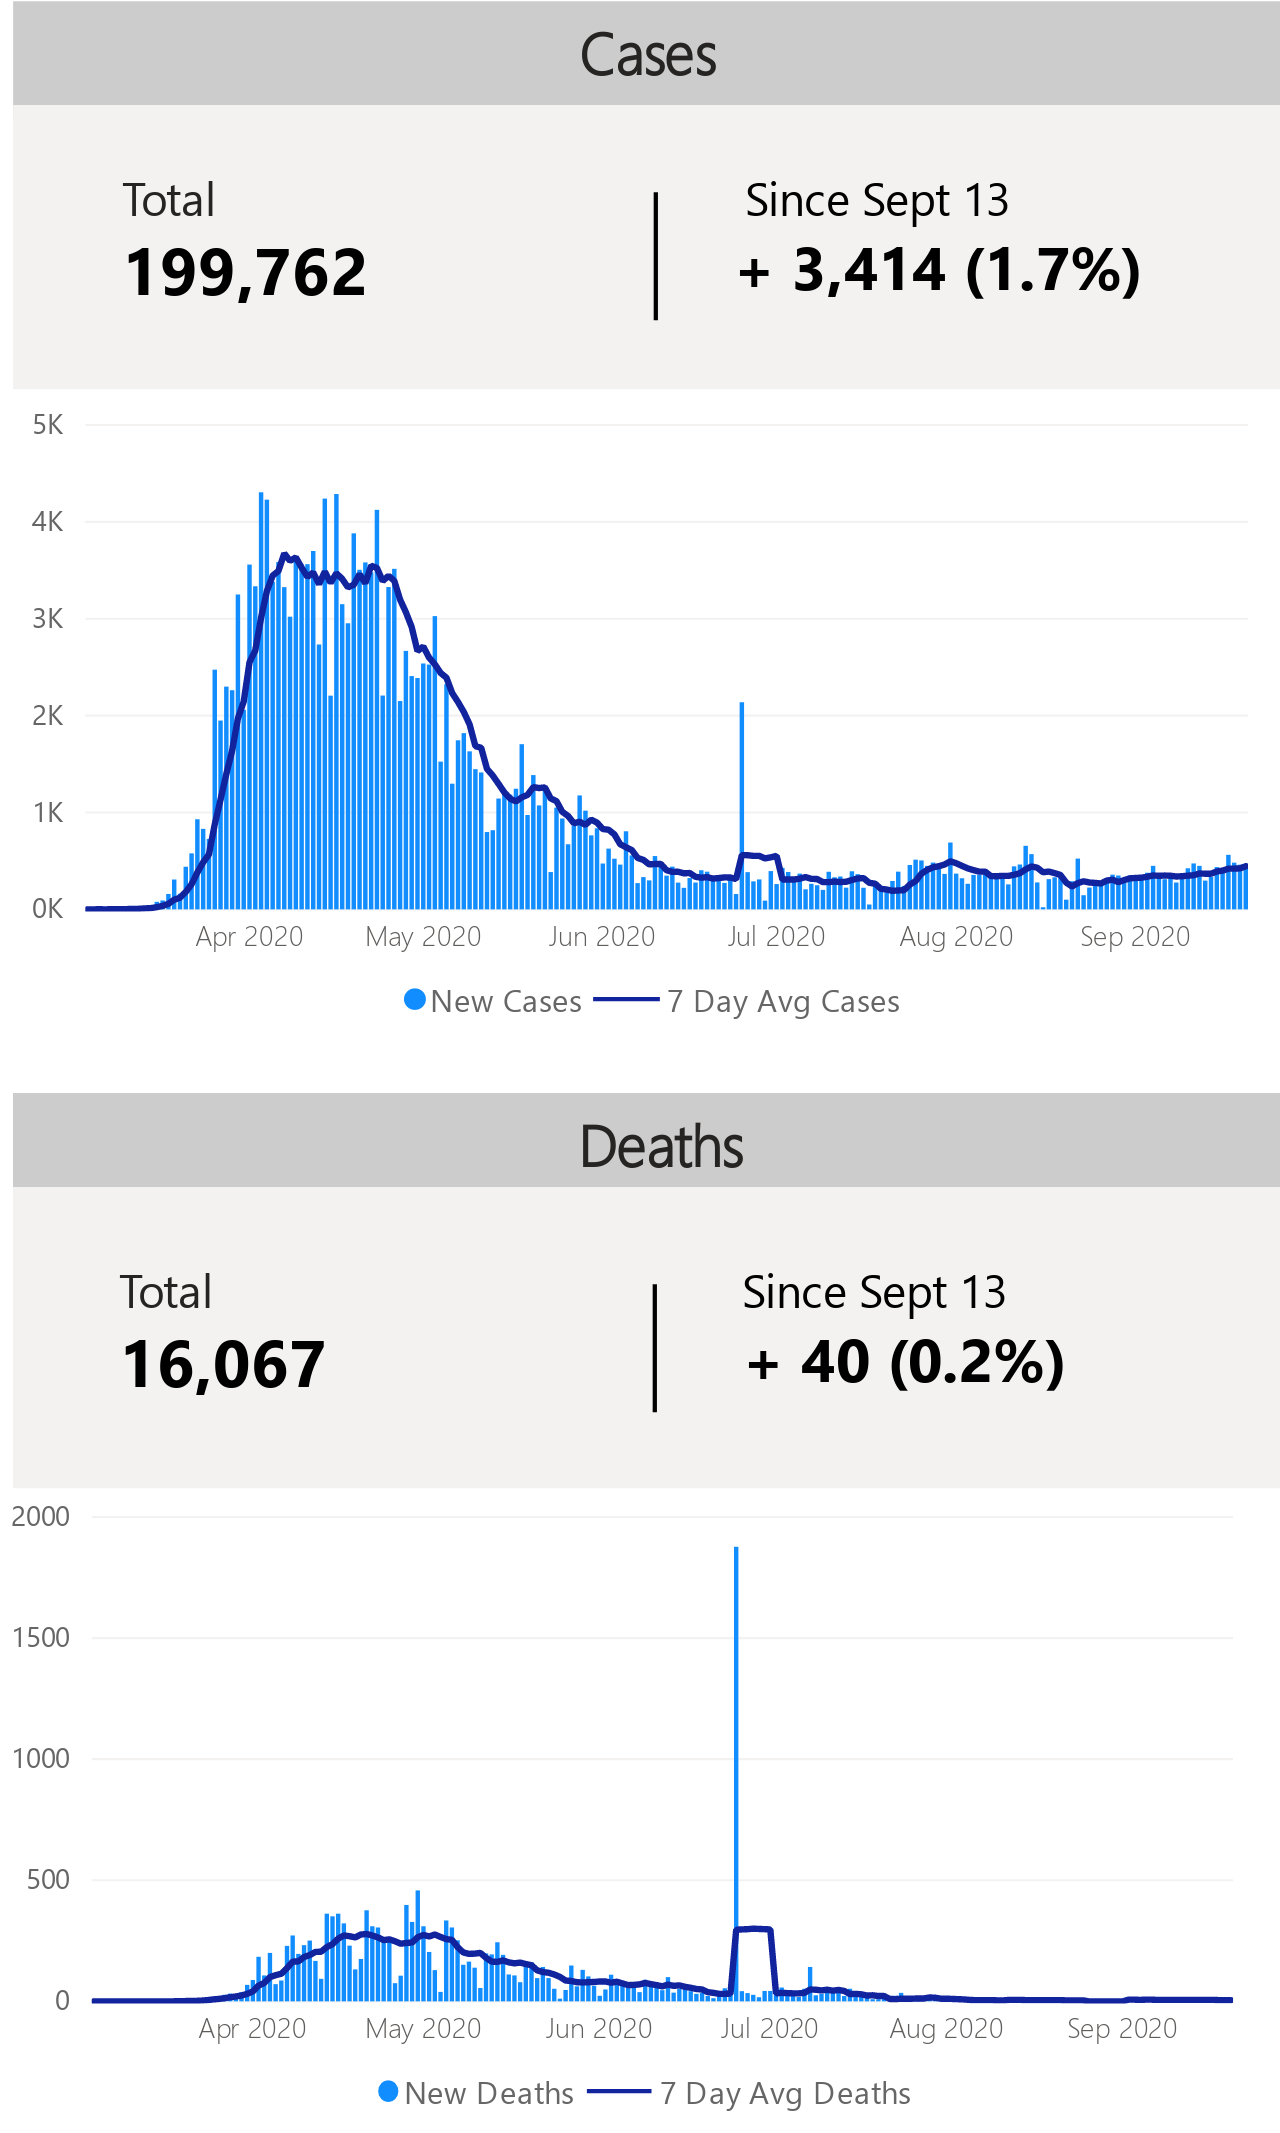 Cases
Total
Since Sept 13
199,762
+ 3,414 (1.7%)
5K
4K
3K
2K
1K
0K
Apr 2020
May 2020
Jun 2020
Jul 2020
Aug 2020
Sep 2020
New Cases
7 Day Avg Cases
Deaths
Total
Since Sept 13
16,067
+ 40 (0.2%)
2000
1500
1000
500
0
Apr 2020
May 2020
Jun 2020
Jul 2020
Aug 2020
Sep 2020
New Deaths
7 Day Avg Deaths